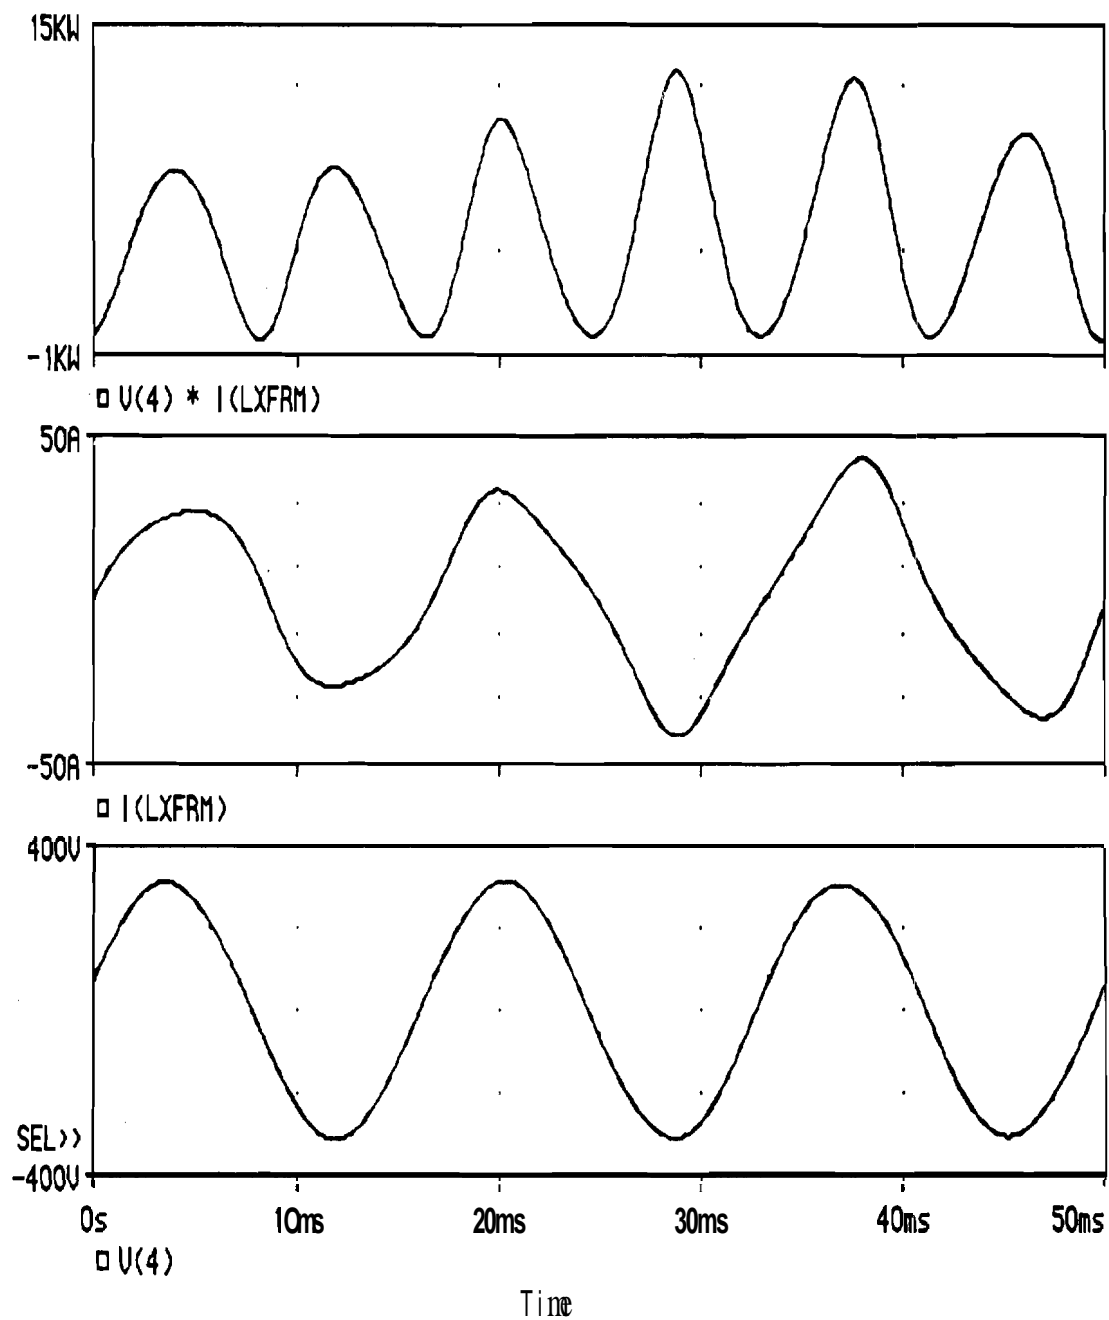 15KW
-1KW
□ V(4) * I(LXFRM)
50A
-50A
□ I(LXFRM)
400V
SEL>>
-400V
0s 10ms 20ms 30ms 40ms 50ms
□ V(4)
Time